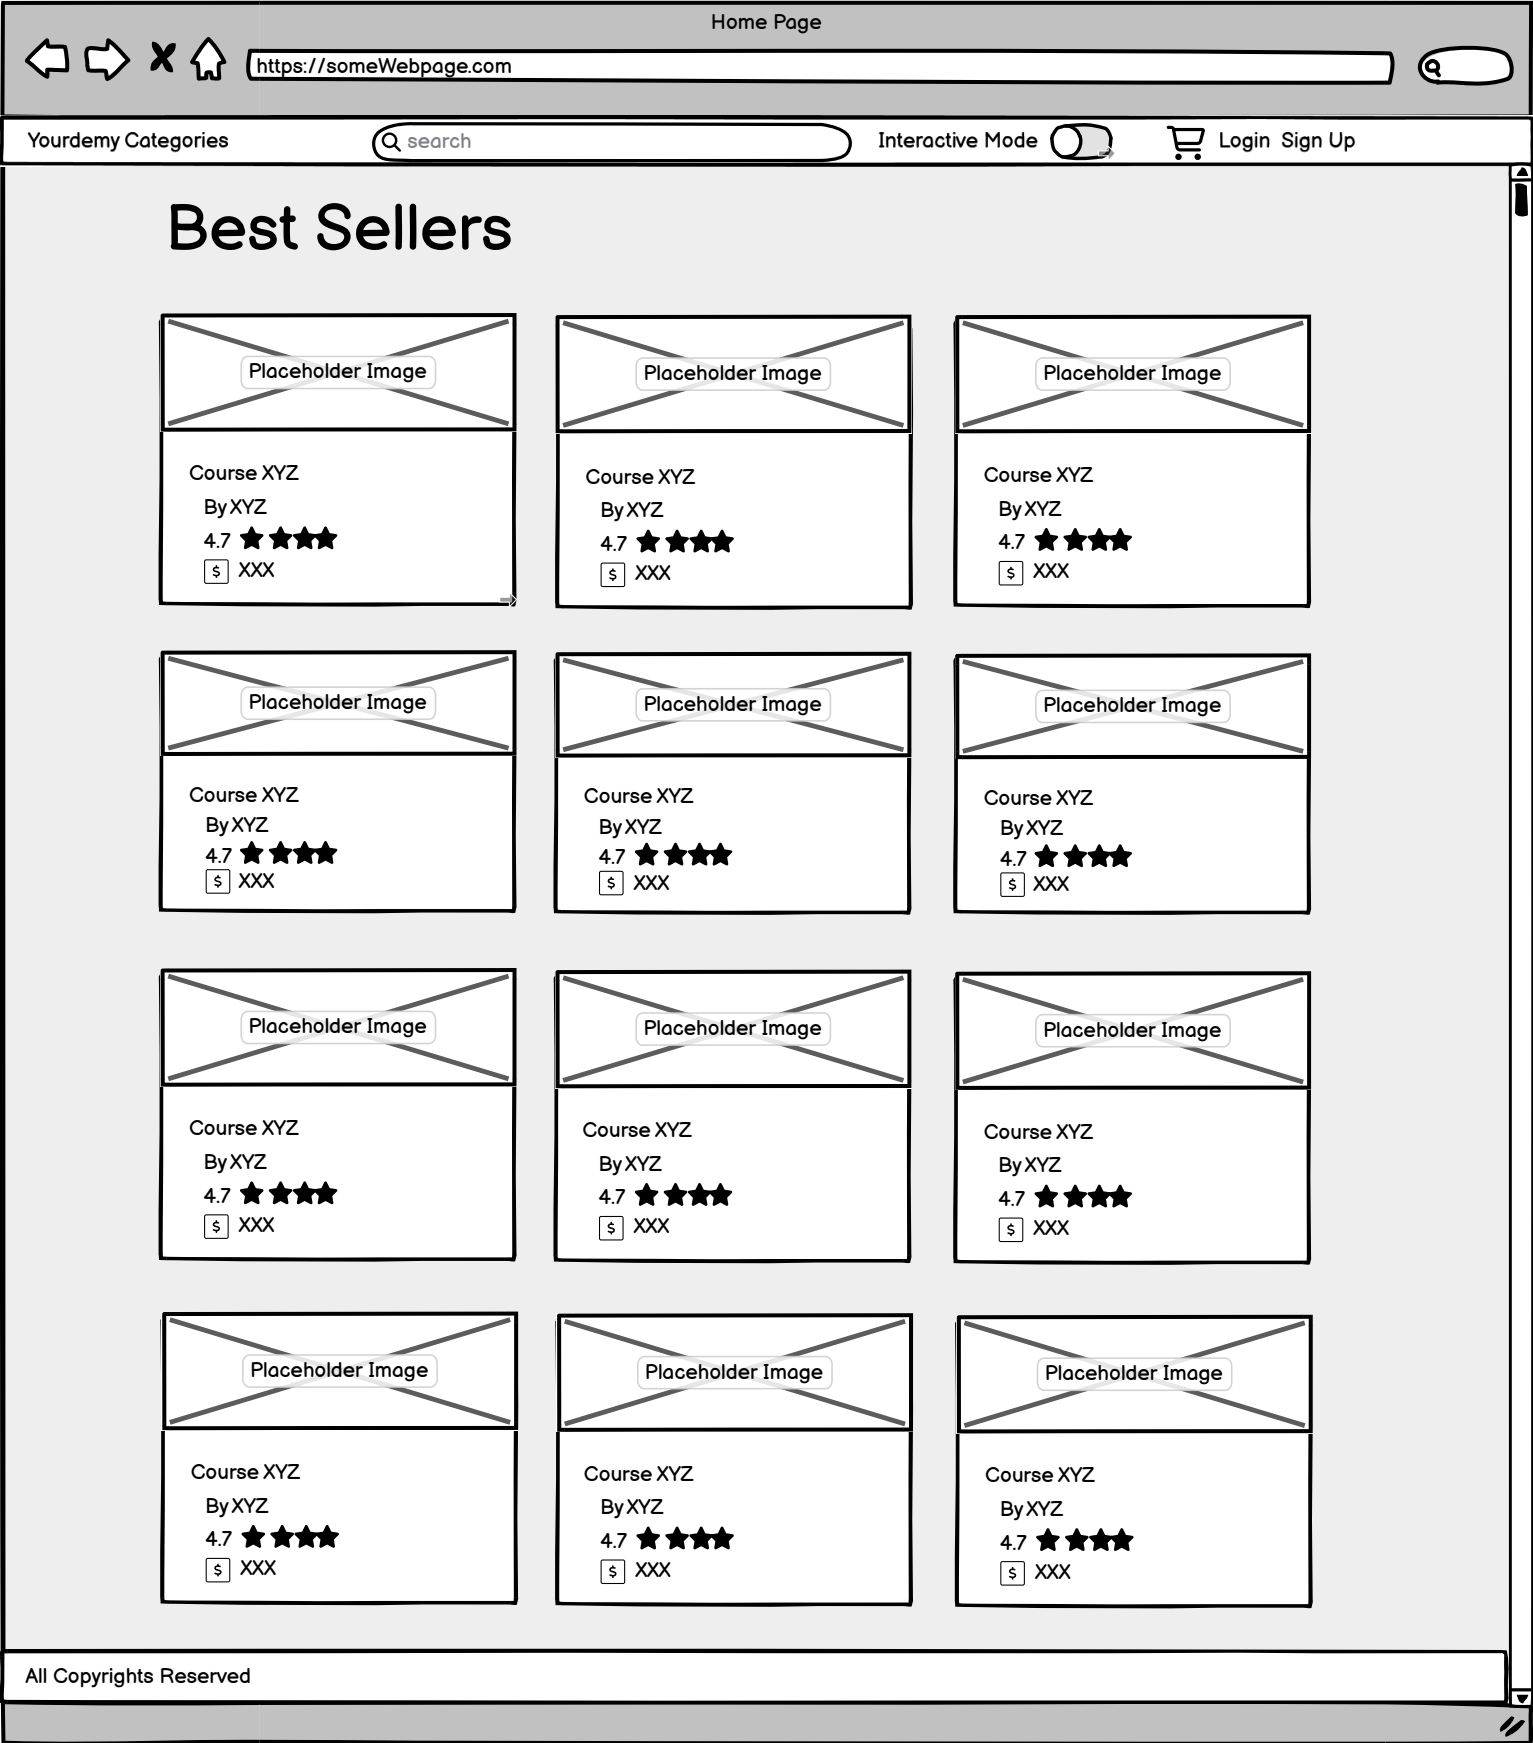 Home Page
https://someWebpage.com
Yourdemy Categories search Interactive Mode Login Sign Up
Best Sellers
Placeholder Image Placeholder Image Placeholder Image
Course XYZ Course XYZ Course XYZ
By XYZ By XYZ By XYZ
4.7 4.7 4.7
$ XXX $ XXX $ XXX
Placeholder Image Placeholder Image Placeholder Image
Course XYZ Course XYZ Course XYZ
By XYZ By XYZ By XYZ
4.7 4.7 4.7
$ XXX $ XXX $ XXX
Placeholder Image Placeholder Image Placeholder Image
Course XYZ Course XYZ Course XYZ
By XYZ By XYZ By XYZ
4.7 4.7 4.7
$ XXX $ XXX $ XXX
Placeholder Image Placeholder Image Placeholder Image
Course XYZ Course XYZ Course XYZ
By XYZ By XYZ By XYZ
4.7 4.7 4.7
$ XXX $ XXX $ XXX
All Copyrights Reserved